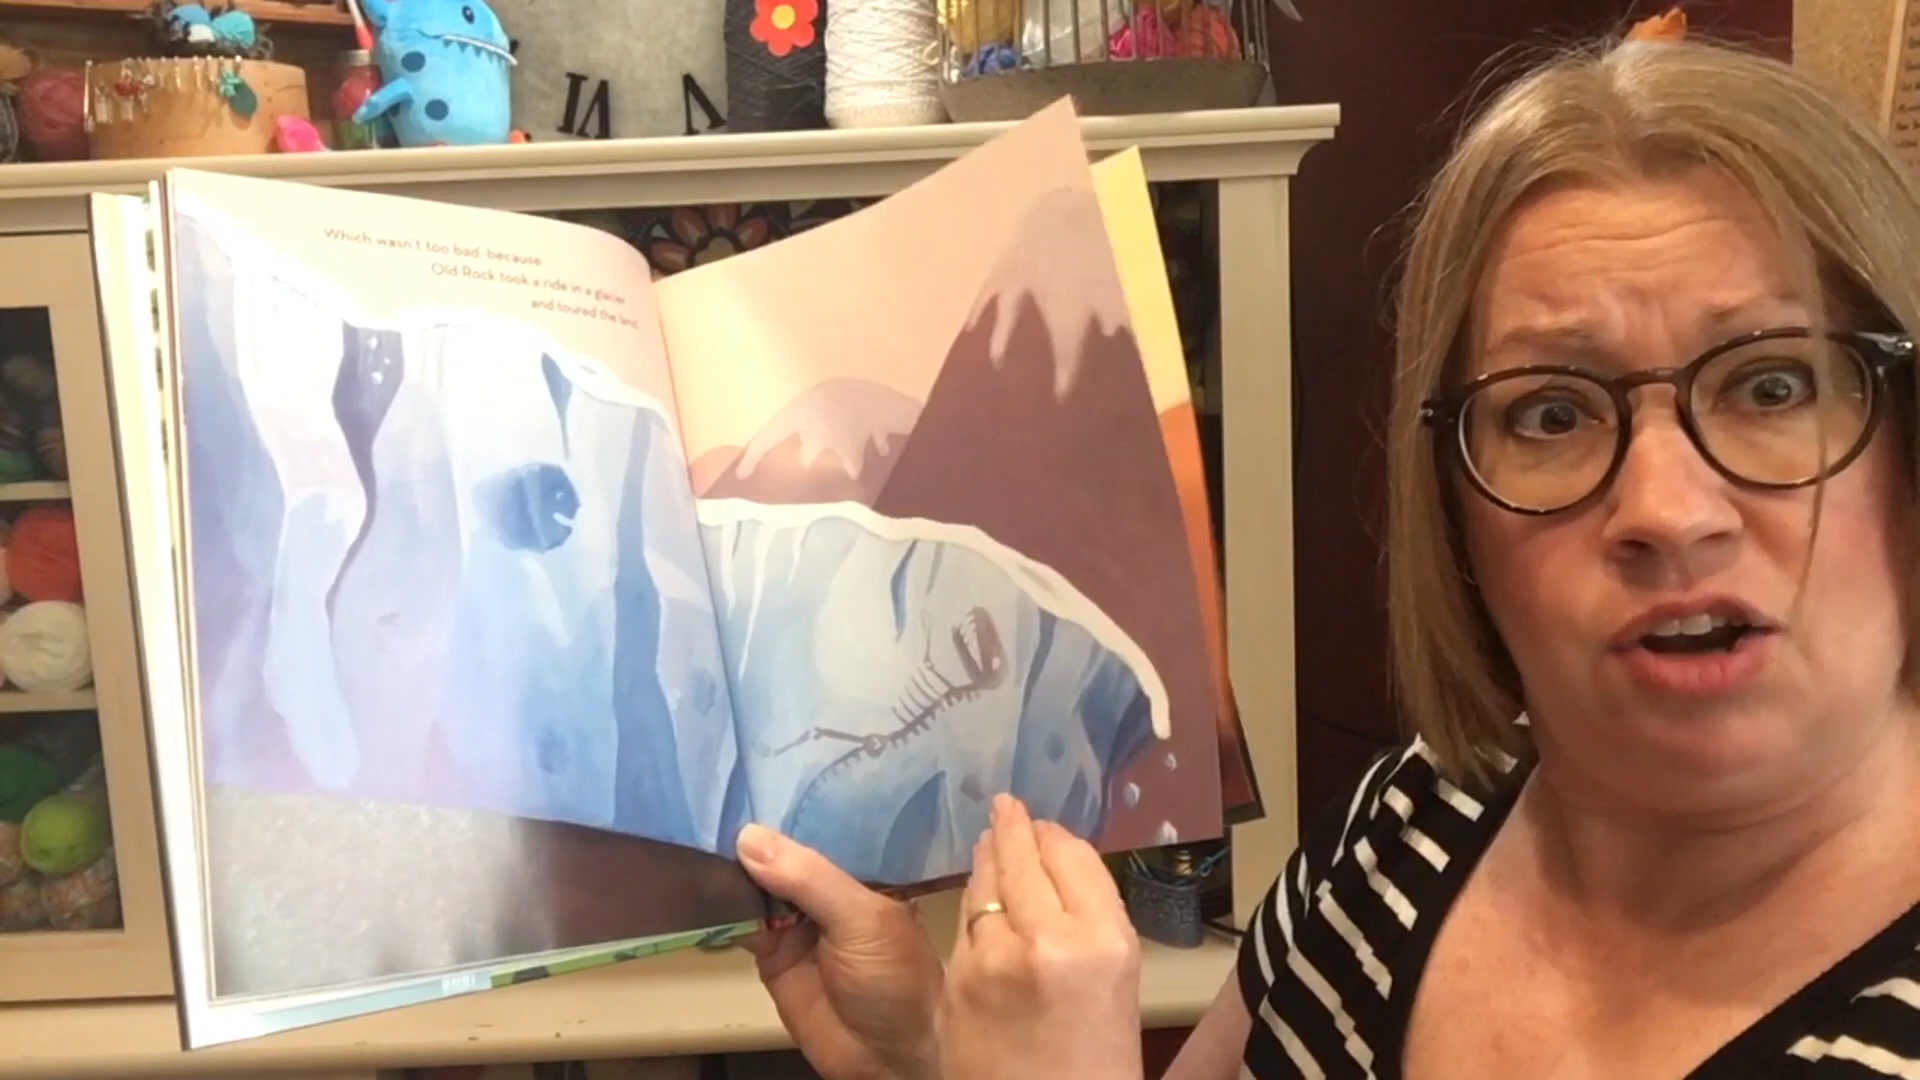 Which wasn't too bad, because
Old Rock took a ride in a glacier
and toured the land.